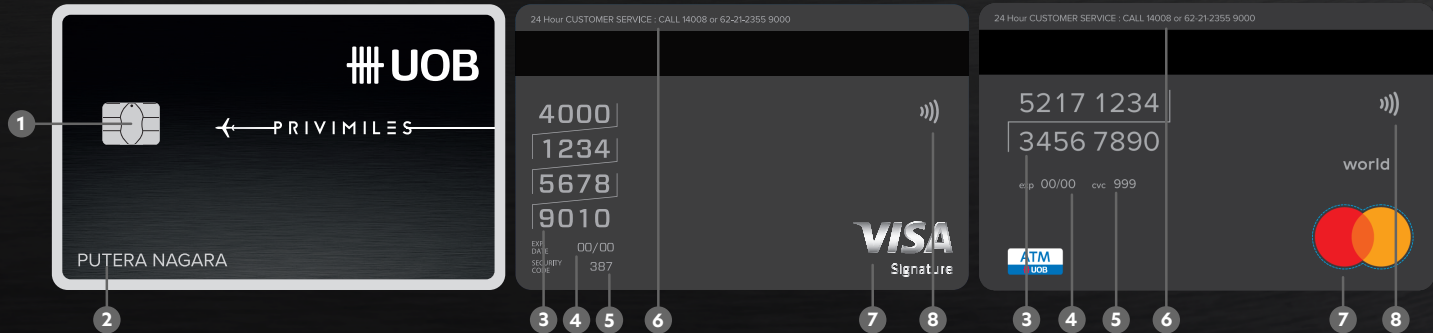 UOB
1
PRIVIMILES
PUTERA NAGARA
2
24 Hour CUSTOMER SERVICE : CALL 14008 or 62-21-2355 9000
4000
1234
5678
9010
EXP DATE 00/00
SECURITY CODE 387
VISA
Signature
3 4 5 6 7 8
24 Hour CUSTOMER SERVICE : CALL 14008 or 62-21-2355 9000
5217 1234
3456 7890
exp 00/00 cvc 999
world
ATM
UOB
3 4 5 6 7 8